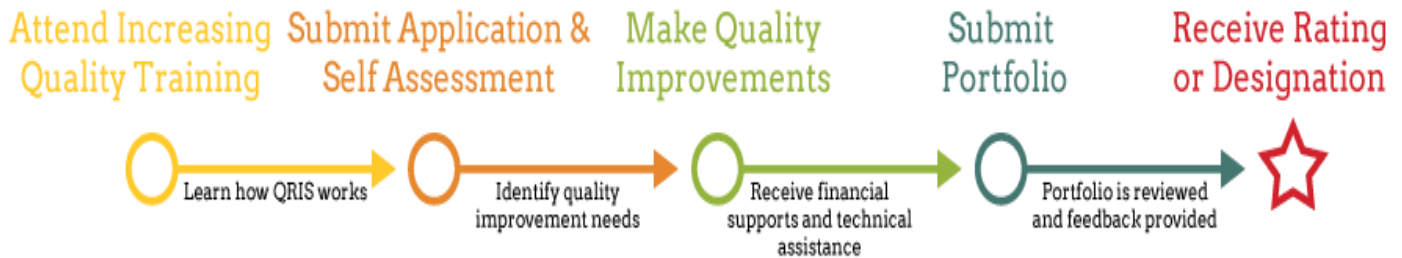 Attend Increasing
Quality Training
Submit Application &
Self Assessment
Make Quality
Improvements
Submit
Portfolio
Receive Rating
or Designation
Learn how QRIS works
Identify quality
improvement needs
Receive financial
supports and technical
assistance
Portfolio is reviewed
and feedback provided